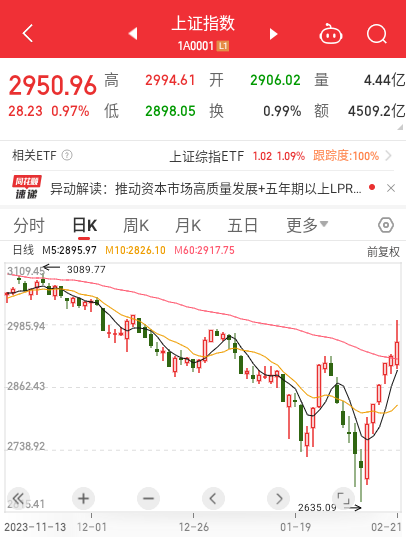 上证指数
1A0001 L1
2950.96 高 2994.61 开 2906.02 量 4.44亿
28.23 0.97% 低 2898.05 换 0.99% 额 4509.2亿
相关ETF ? 上证综指ETF 1.02 1.09% 跟踪度:100%
同花顺
速递
异动解读：推动资本市场高质量发展+五年期以上LPR...
分时 日K 周K 月K 五日 更多
日线 M5:2895.97 M10:2826.10 M60:2917.75 前复权
3109.45 3089.77
2985.94
2862.43
2738.92
2635.09
2023-11-13 12-01 12-26 01-19 02-21